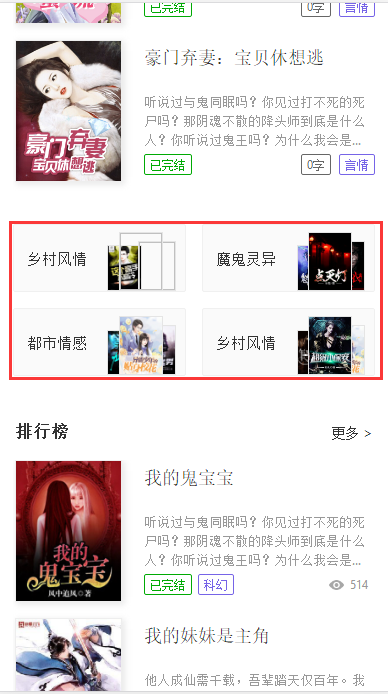 已完结 0字 言情
豪门弃妻：宝贝休想逃
豪门弃妻
宝贝休想逃
听说过与鬼同眠吗？你见过打不死的死
尸吗？那阴魂不散的降头师到底是什么
人？你听说过鬼王吗？为什么我会是...
已完结 0字 言情
乡村风情
魔鬼灵异
点天灯
都市情感
乡村风情
排行榜 更多 >
我的鬼宝宝
我的
鬼宝宝
风中追风◎著
听说过与鬼同眠吗？你见过打不死的死
尸吗？那阴魂不散的降头师到底是什么
人？你听说过鬼王吗？为什么我会是...
已完结 科幻 514
我的妹妹是主角
他人成仙需千载，吾辈踏天仅百年。我